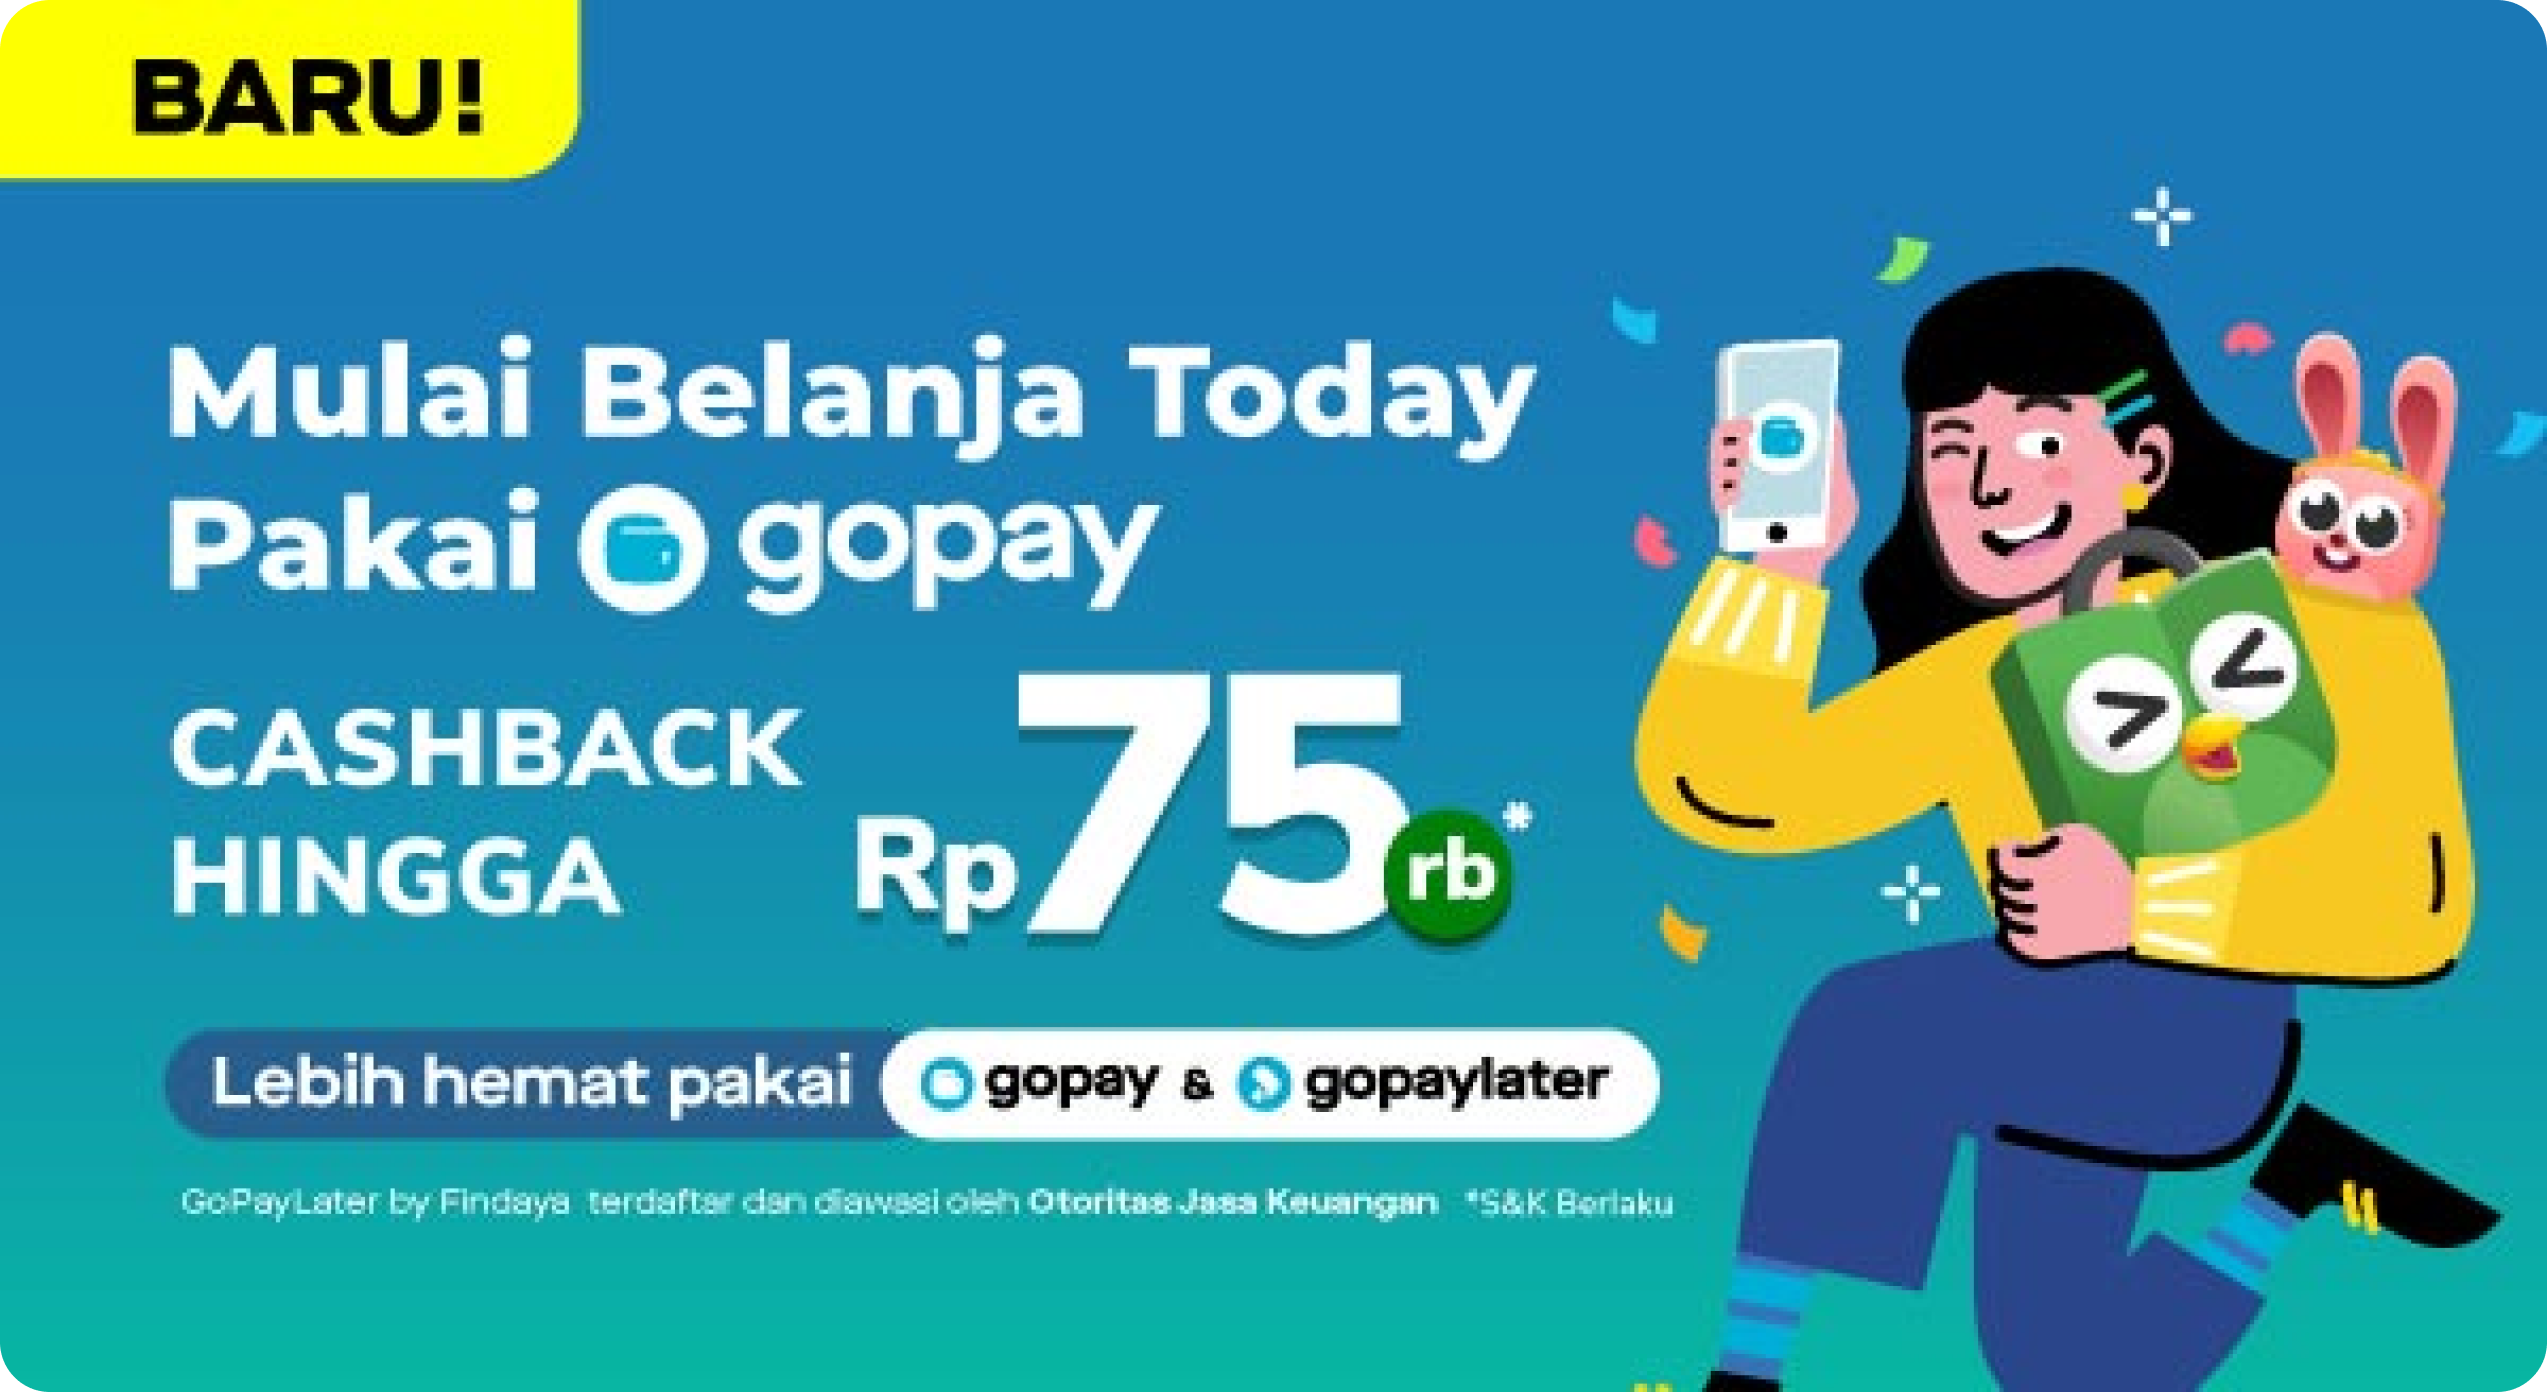 BARU!
Mulai Belanja Today
Pakai gopay
CASHBACK
HINGGA
Rp75rb*
Lebih hemat pakai gopay & gopaylater
GoPayLater by Findaya terdaftar dan diawasi oleh Otoritas Jasa Keuangan *S&K Berlaku